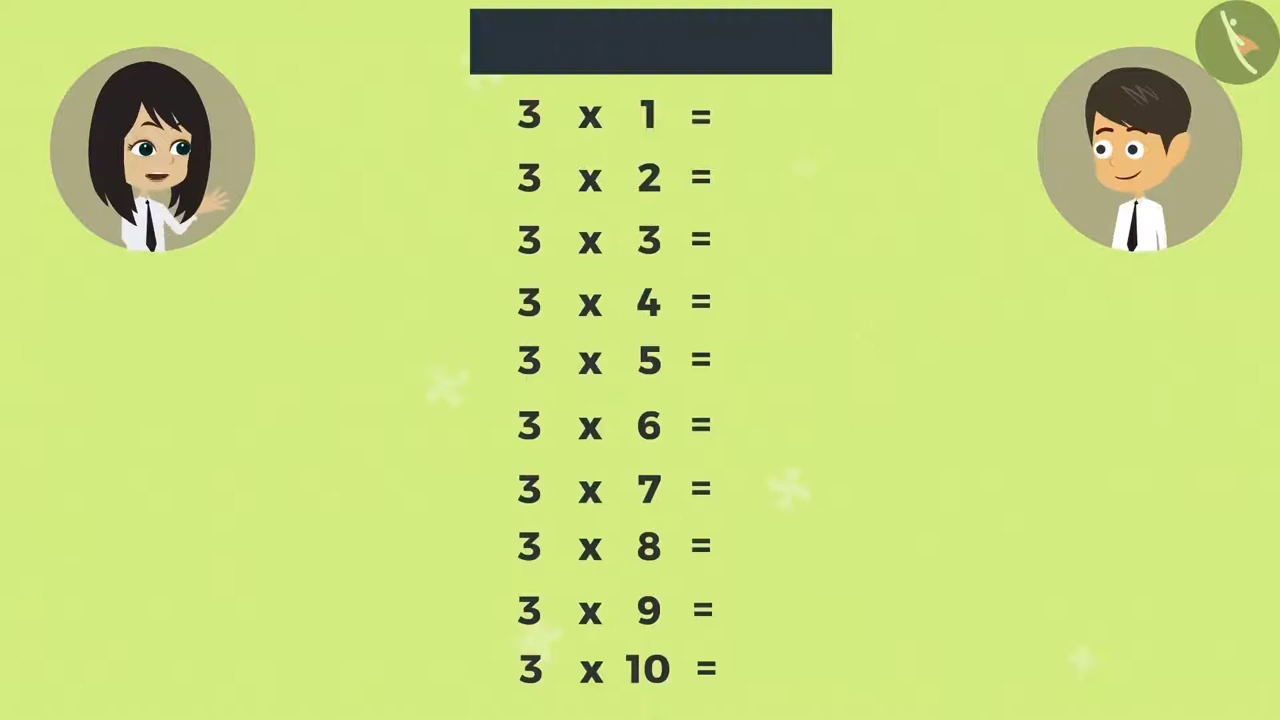 3 x 1 =
3 x 2 =
3 x 3 =
3 x 4 =
3 x 5 =
3 x 6 =
3 x 7 =
3 x 8 =
3 x 9 =
3 x 10 =